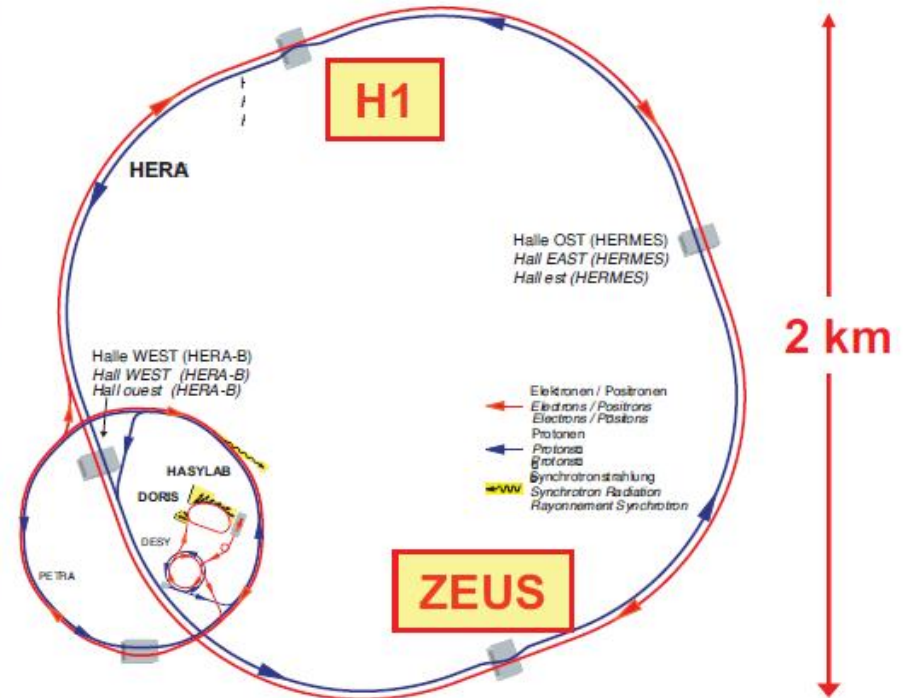 H1
HERA
Halle OST (HERMES)
Hall EAST (HERMES)
Hall est (HERMES)
2 km
Halle WEST (HERA-B)
Hall WEST (HERA-B)
Hall ouest (HERA-B)
Elektronen / Positronen
Electrons / Positrons
Electrons / Positons
Protonen
Synchrotronstrahlung
Synchrotron Radiation
Rayonnement Synchrotron
HASYLAB
DORIS
DESY
PETRA
ZEUS